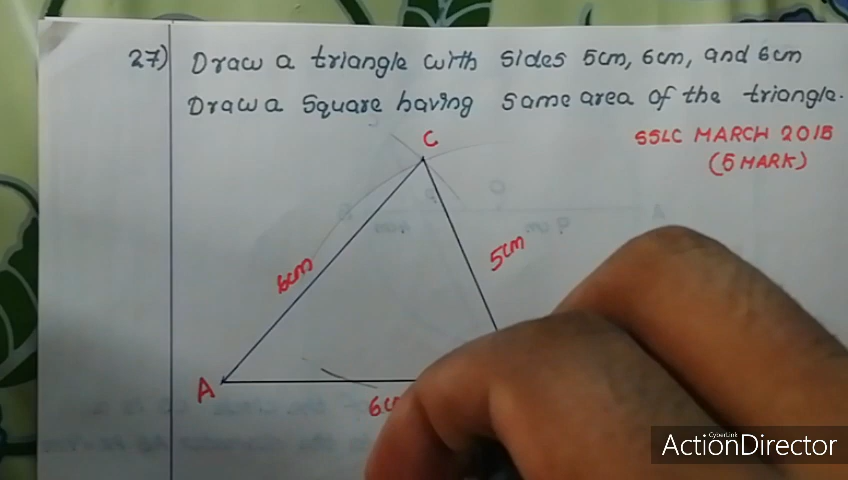 27) Draw a triangle with sides 5cm, 6cm, and 6cm
Draw a Square having same area of the triangle.
SSLC MARCH 2015
(5 MARK)
C
6cm
5cm
A
CyberLink
ActionDirector